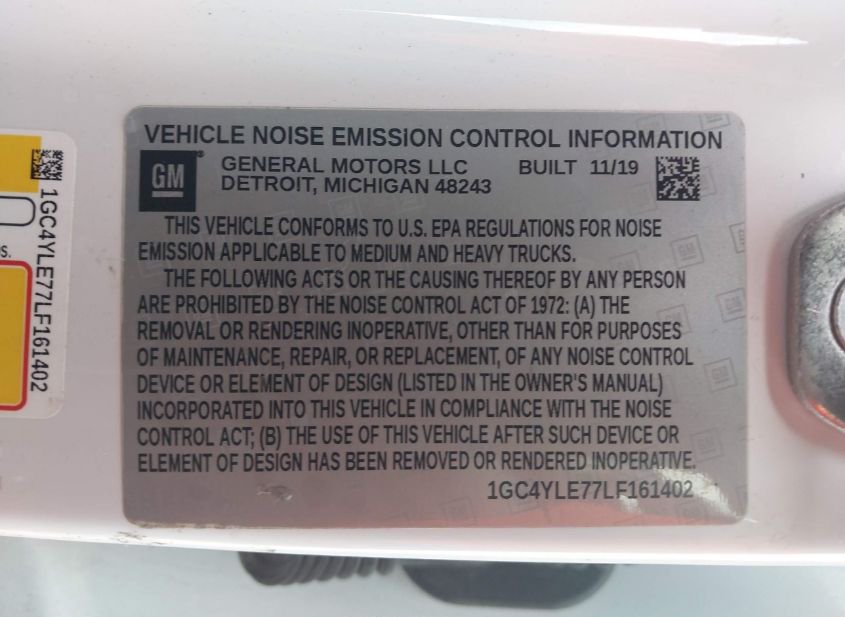 VEHICLE NOISE EMISSION CONTROL INFORMATION
GM® GENERAL MOTORS LLC BUILT 11/19
DETROIT, MICHIGAN 48243
THIS VEHICLE CONFORMS TO U.S. EPA REGULATIONS FOR NOISE
EMISSION APPLICABLE TO MEDIUM AND HEAVY TRUCKS.
THE FOLLOWING ACTS OR THE CAUSING THEREOF BY ANY PERSON
ARE PROHIBITED BY THE NOISE CONTROL ACT OF 1972: (A) THE
REMOVAL OR RENDERING INOPERATIVE, OTHER THAN FOR PURPOSES
OF MAINTENANCE, REPAIR, OR REPLACEMENT, OF ANY NOISE CONTROL
DEVICE OR ELEMENT OF DESIGN (LISTED IN THE OWNER'S MANUAL)
INCORPORATED INTO THIS VEHICLE IN COMPLIANCE WITH THE NOISE
CONTROL ACT; (B) THE USE OF THIS VEHICLE AFTER SUCH DEVICE OR
ELEMENT OF DESIGN HAS BEEN REMOVED OR RENDERED INOPERATIVE.
1GC4YLE77LF161402
1GC4YLE77LF161402